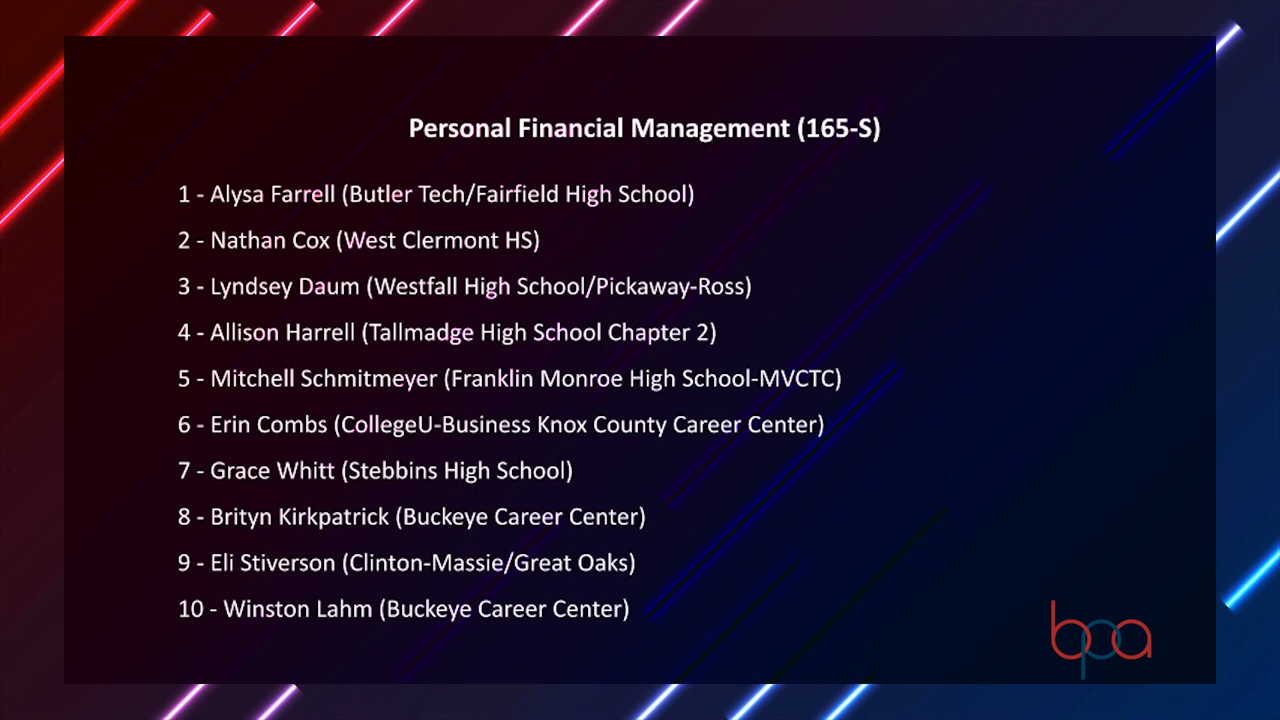 Personal Financial Management (165-S)
1 - Alysa Farrell (Butler Tech/Fairfield High School)
2 - Nathan Cox (West Clermont HS)
3 - Lyndsey Daum (Westfall High School/Pickaway-Ross)
4 - Allison Harrell (Tallmadge High School Chapter 2)
5 - Mitchell Schmitmeyer (Franklin Monroe High School-MVCTC)
6 - Erin Combs (CollegeU-Business Knox County Career Center)
7 - Grace Whitt (Stebbins High School)
8 - Brityn Kirkpatrick (Buckeye Career Center)
9 - Eli Stiverson (Clinton-Massie/Great Oaks)
10 - Winston Lahm (Buckeye Career Center)
bpa